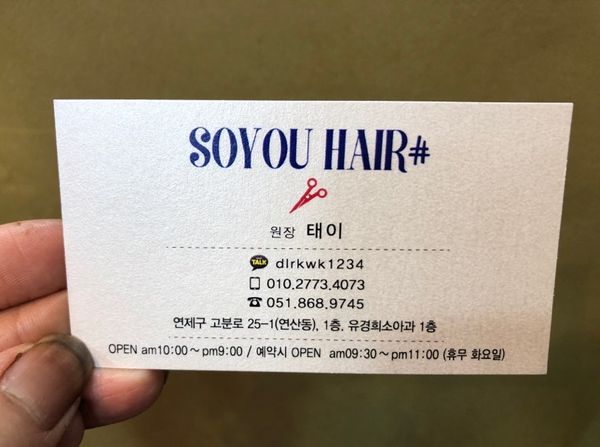 SOYOU HAIR#
원장 태이
TALK dlrkwk1234
010.2773.4073
051.868.9745
연제구 고분로 25-1(연산동), 1층. 유경희소아과 1층
OPEN am10:00~pm9:00 / 예약시 OPEN am09:30~pm11:00 (휴무 화요일)